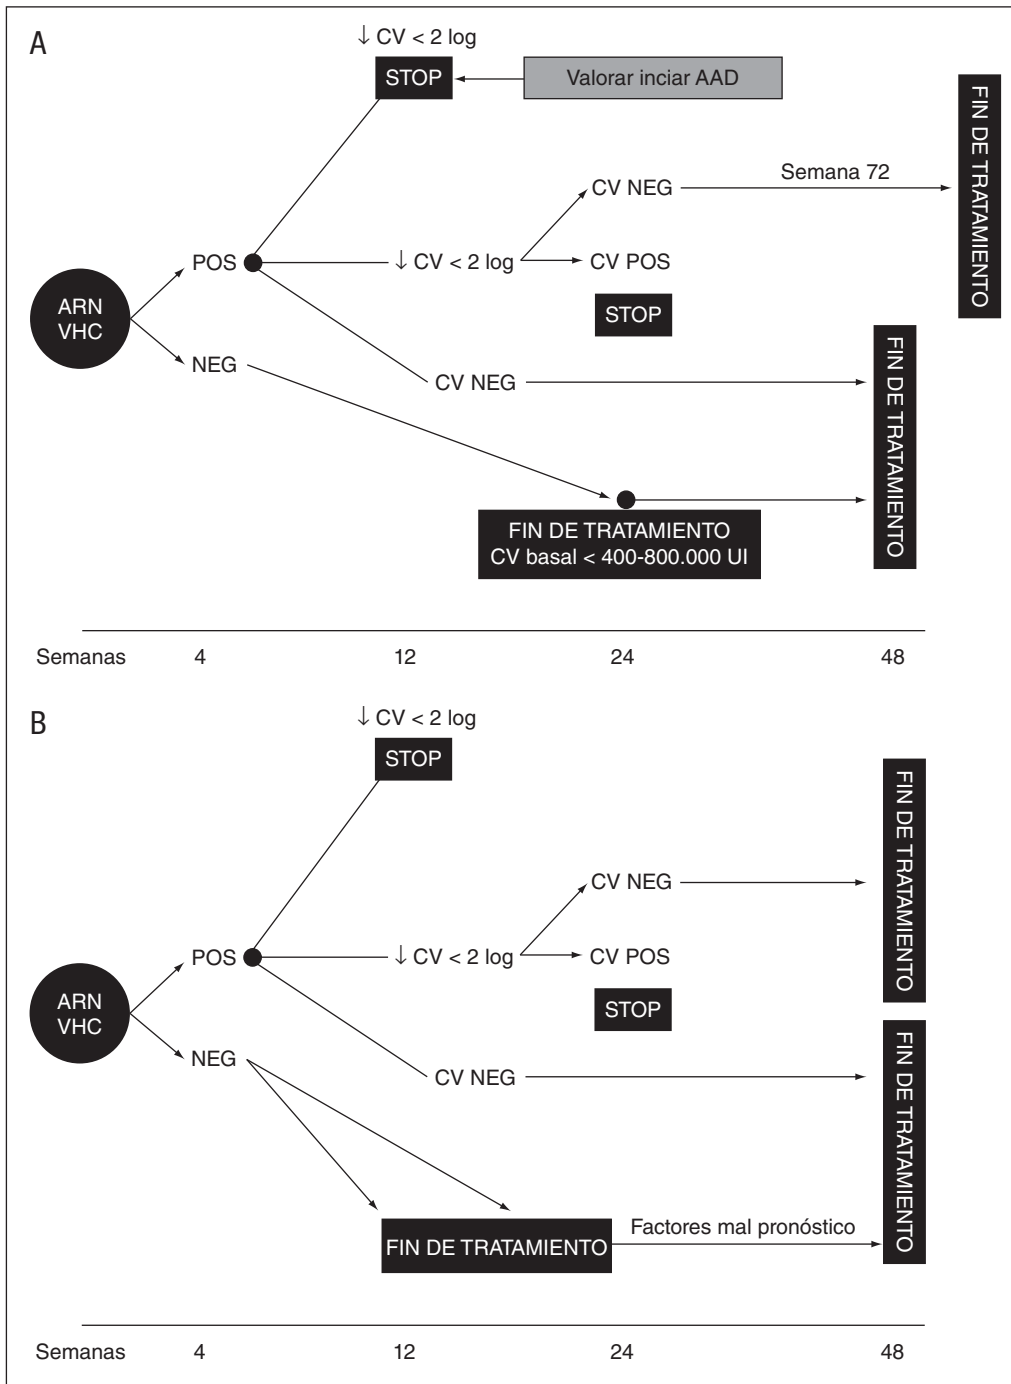 A
↓ CV < 2 log
STOP
Valorar inciar AAD
FIN DE TRATAMIENTO
CV NEG
Semana 72
POS
↓ CV < 2 log
CV POS
ARN
VHC
STOP
FIN DE TRATAMIENTO
NEG
CV NEG
FIN DE TRATAMIENTO
CV basal < 400-800.000 UI
Semanas 4 12 24 48
B
↓ CV < 2 log
STOP
FIN DE TRATAMIENTO
CV NEG
POS
↓ CV < 2 log
CV POS
ARN
VHC
STOP
FIN DE TRATAMIENTO
NEG
CV NEG
FIN DE TRATAMIENTO
Factores mal pronóstico
Semanas 4 12 24 48